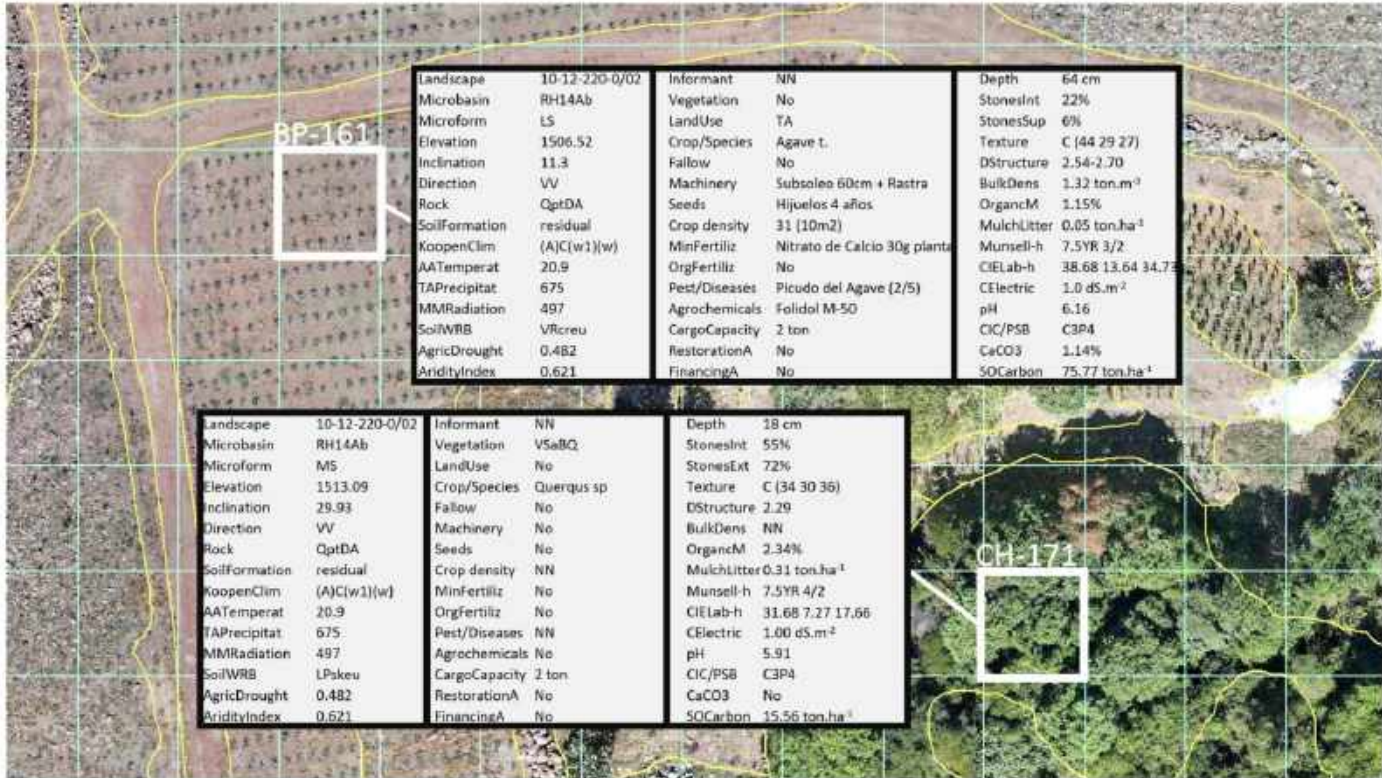 BP-161
Landscape 10-12-220-0/02 Informant NN Depth 64 cm
Microbasin RH14Ab Vegetation No StonesInt 22%
Microform LS LandUse TA StonesSup 6%
Elevation 1506.52 Crop/Species Agave t. Texture C (44 29 27)
Inclination 11.3 Fallow No DStructure 2.54-2.70
Direction VV Machinery Subsoleo 60cm + Rastra BulkDens 1.32 ton.m-3
Rock QptDA Seeds Hijuelos 4 años OrgancM 1.15%
SoilFormation residual Crop density 31 (10m2) MulchLitter 0.05 ton.ha-1
KoopenClim (A)C(w1)(w) MinFertiliz Nitrato de Calcio 30g planta Munsell-h 7.5YR 3/2
AATemperat 20.9 OrgFertiliz No CIELab-h 38.68 13.64 34.73
TAPrecipitat 675 Pest/Diseases Picudo del Agave (2/5) CElectric 1.0 dS.m-2
MMRadiation 497 Agrochemicals Folidol M-50 pH 6.16
SoilWRB VRcreu CargoCapacity 2 ton CIC/PSB C3P4
AgricDrought 0.482 RestorationA No CaCO3 1.14%
AridityIndex 0.621 FinancingA No SOCarbon 75.77 ton.ha-1
Landscape 10-12-220-0/02 Informant NN Depth 18 cm
Microbasin RH14Ab Vegetation VSaBQ StonesInt 55%
Microform MS LandUse No StonesExt 72%
Elevation 1513.09 Crop/Species Querqus sp Texture C (34 30 36)
Inclination 29.93 Fallow No DStructure 2.29
Direction VV Machinery No BulkDens NN
Rock QptDA Seeds No OrgancM 2.34%
SoilFormation residual Crop density NN MulchLitter 0.31 ton.ha-1
KoopenClim (A)C(w1)(w) MinFertiliz No Munsell-h 7.5YR 4/2
AATemperat 20.9 OrgFertiliz No CIELab-h 31.68 7.27 17.66
TAPrecipitat 675 Pest/Diseases NN CElectric 1.00 dS.m-2
MMRadiation 497 Agrochemicals No pH 5.91
SoilWRB LPskeu CargoCapacity 2 ton CIC/PSB C3P4
AgricDrought 0.482 RestorationA No CaCO3 No
AridityIndex 0.621 FinancingA No SOCarbon 15.56 ton.ha-1
CH-171